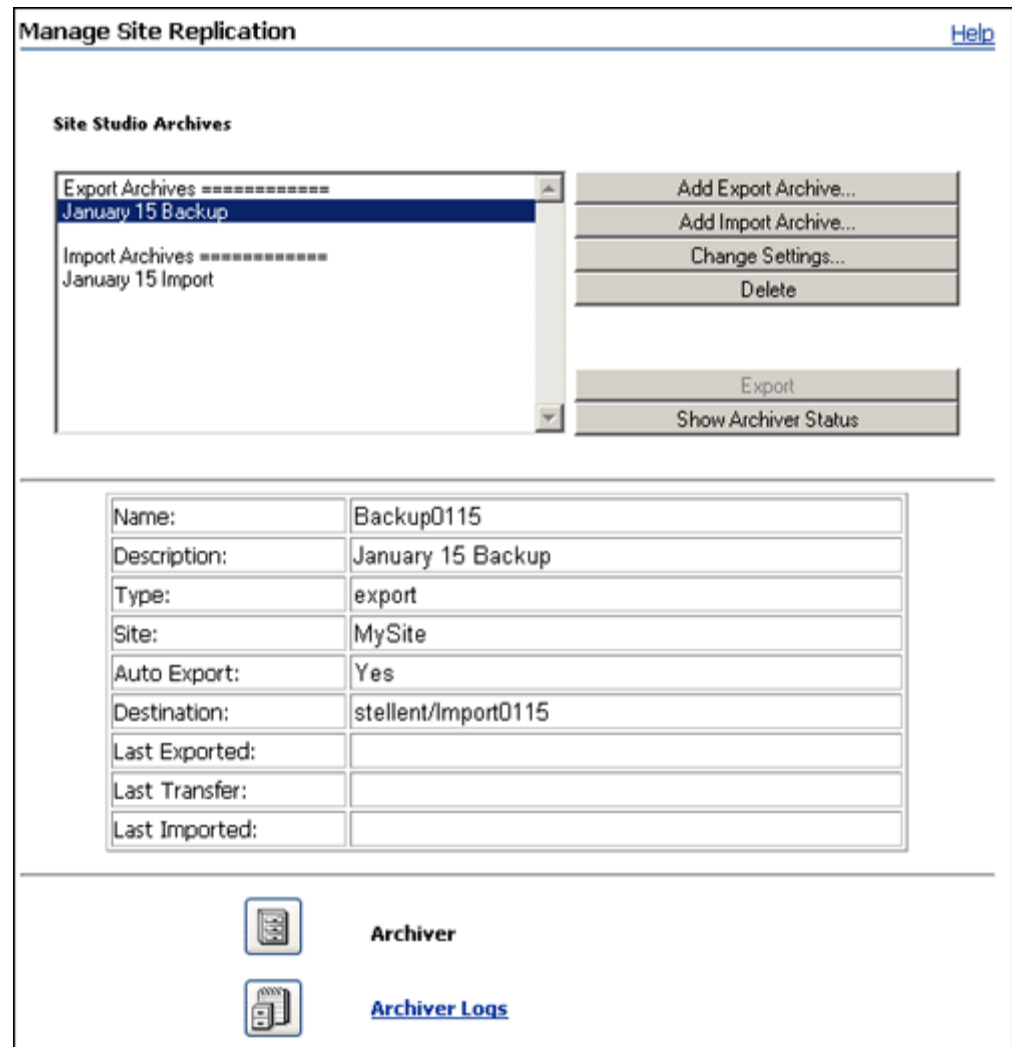 Manage Site Replication
Help
Site Studio Archives
Export Archives ============
January 15 Backup
Import Archives ============
January 15 Import
Add Export Archive...
Add Import Archive...
Change Settings...
Delete
Export
Show Archiver Status
Name: Backup0115
Description: January 15 Backup
Type: export
Site: MySite
Auto Export: Yes
Destination: stellent/Import0115
Last Exported:
Last Transfer:
Last Imported:
Archiver
Archiver Logs